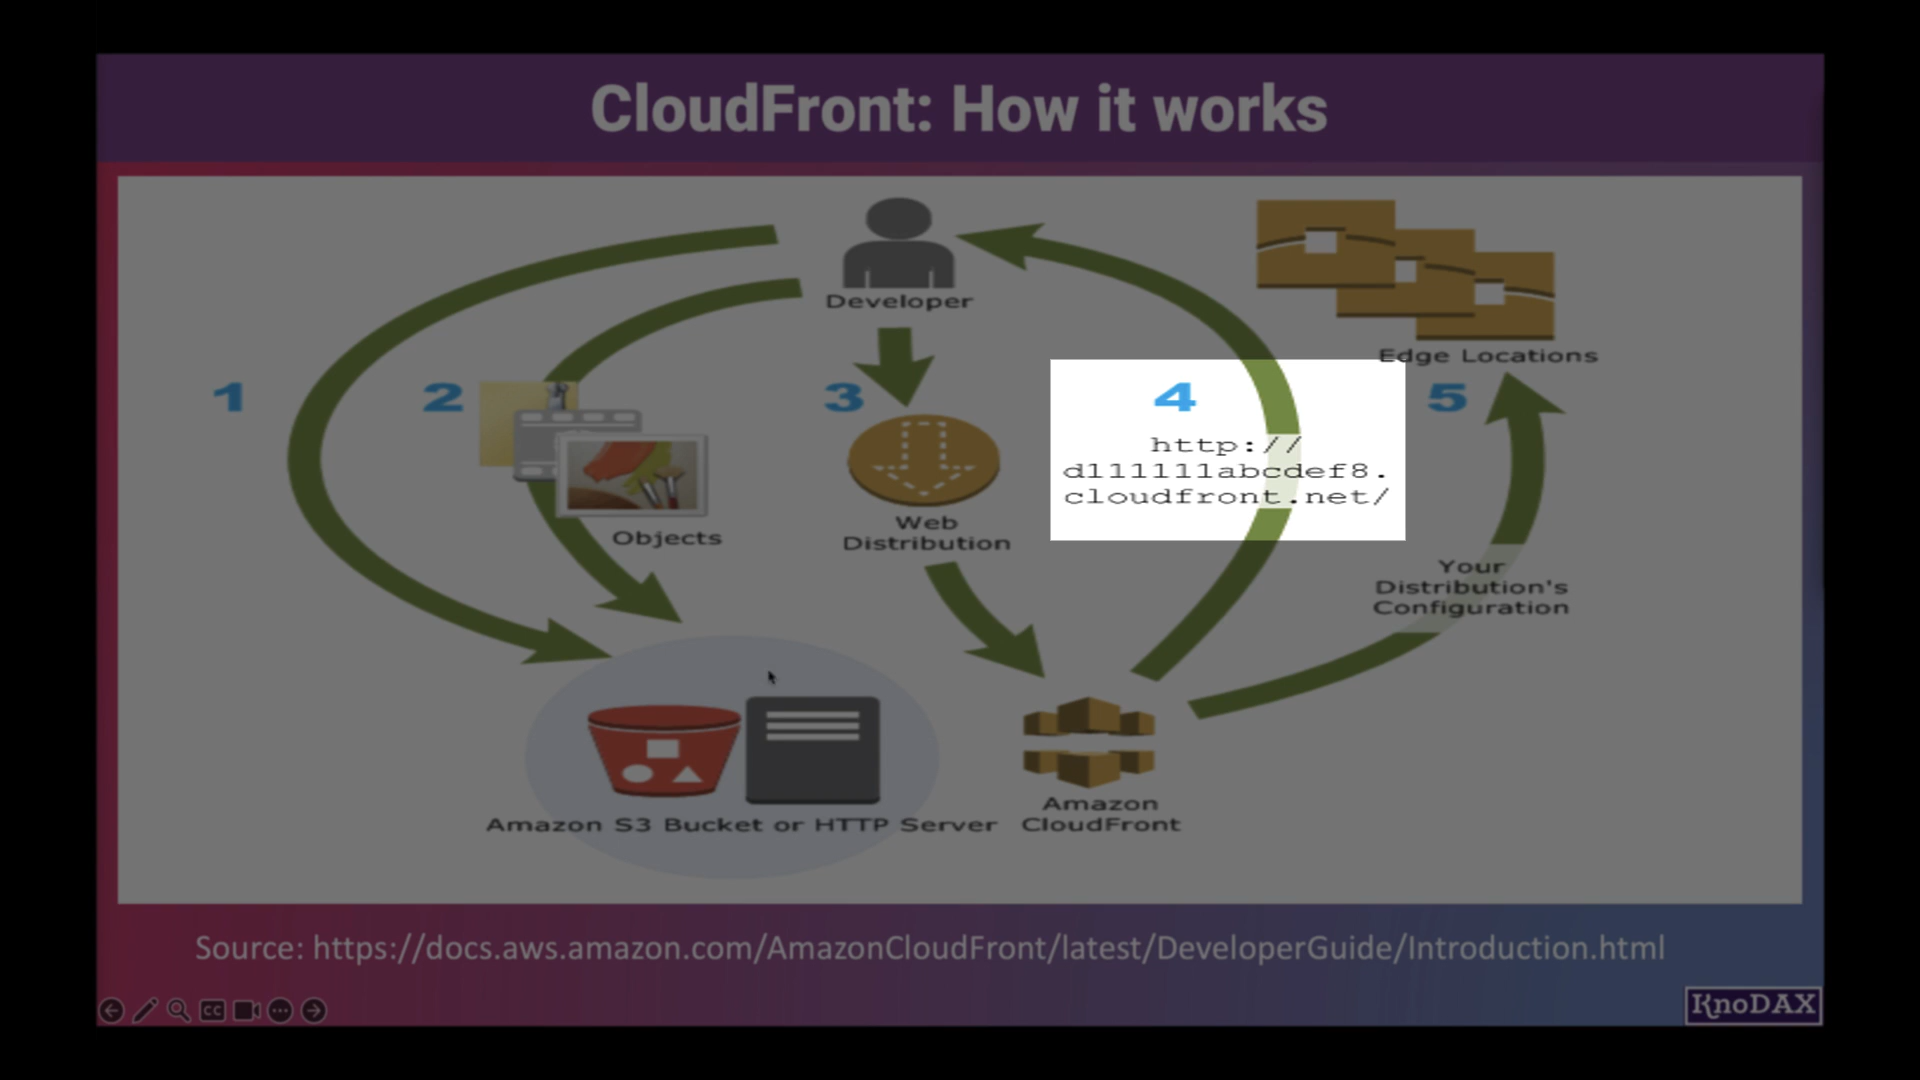 CloudFront: How it works
Developer
Edge Locations
1
2
3
4
5
http://
d111111abcdef8.
cloudfront.net/
Objects
Web
Distribution
Your
Distribution's
Configuration
Amazon S3 Bucket or HTTP Server
Amazon
CloudFront
Source: https://docs.aws.amazon.com/AmazonCloudFront/latest/DeveloperGuide/Introduction.html
CC
KnoDAX